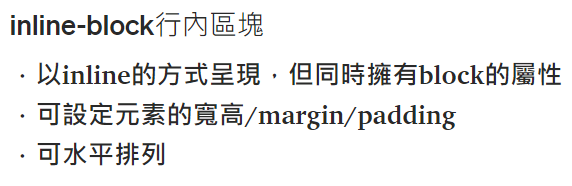 inline-block行內區塊
· 以inline的方式呈現，但同時擁有block的屬性
· 可設定元素的寬高/margin/padding
· 可水平排列